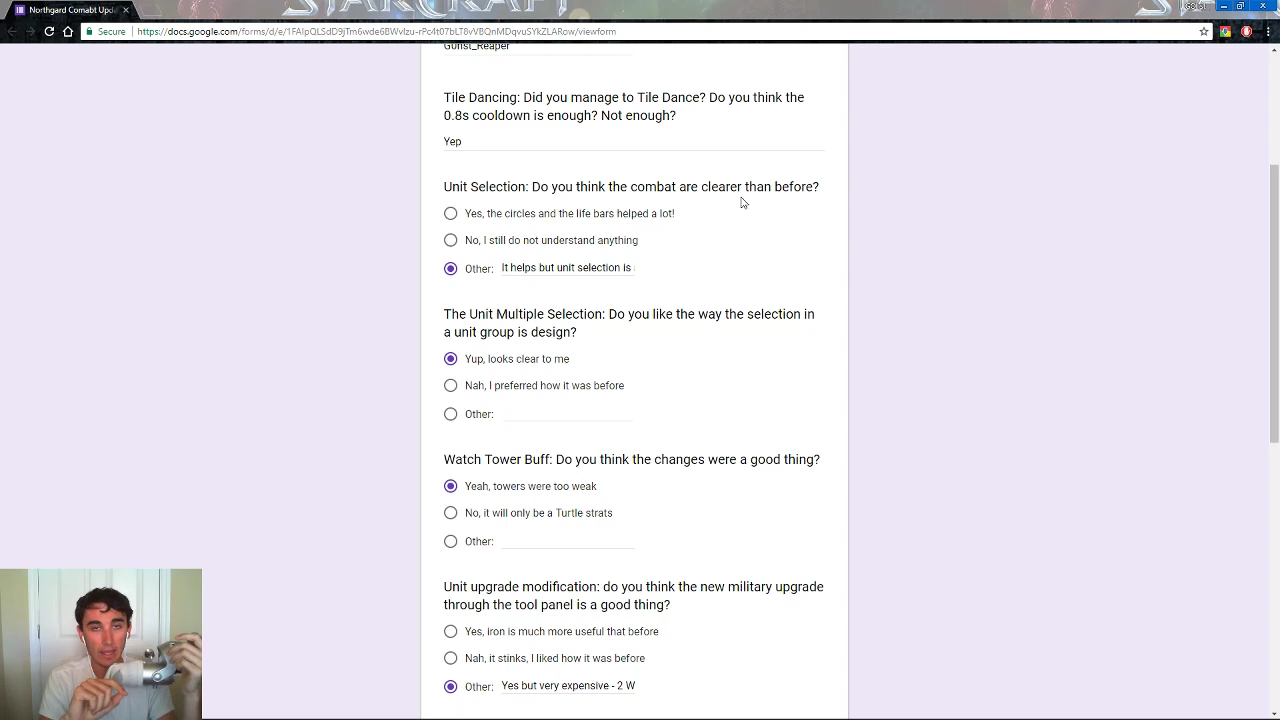 Northgard Comabt Upd
Secure
https://docs.google.com/forms/d/e/1FAIpQLSdD9jTm6wde6BWvIzu-rPc4t07bLT8vVBQnMDqvuSYkZLARow/viewform
Tile Dancing: Did you manage to Tile Dance? Do you think the
0.8s cooldown is enough? Not enough?
Yep
Unit Selection: Do you think the combat are clearer than before?
Yes, the circles and the life bars helped a lot!
No, I still do not understand anything
Other: It helps but unit selection is
The Unit Multiple Selection: Do you like the way the selection in
a unit group is design?
Yup, looks clear to me
Nah, I preferred how it was before
Other:
Watch Tower Buff: Do you think the changes were a good thing?
Yeah, towers were too weak
No, it will only be a Turtle strats
Other:
Unit upgrade modification: do you think the new military upgrade
through the tool panel is a good thing?
Yes, iron is much more useful that before
Nah, it stinks, I liked how it was before
Other: Yes but very expensive - 2 W